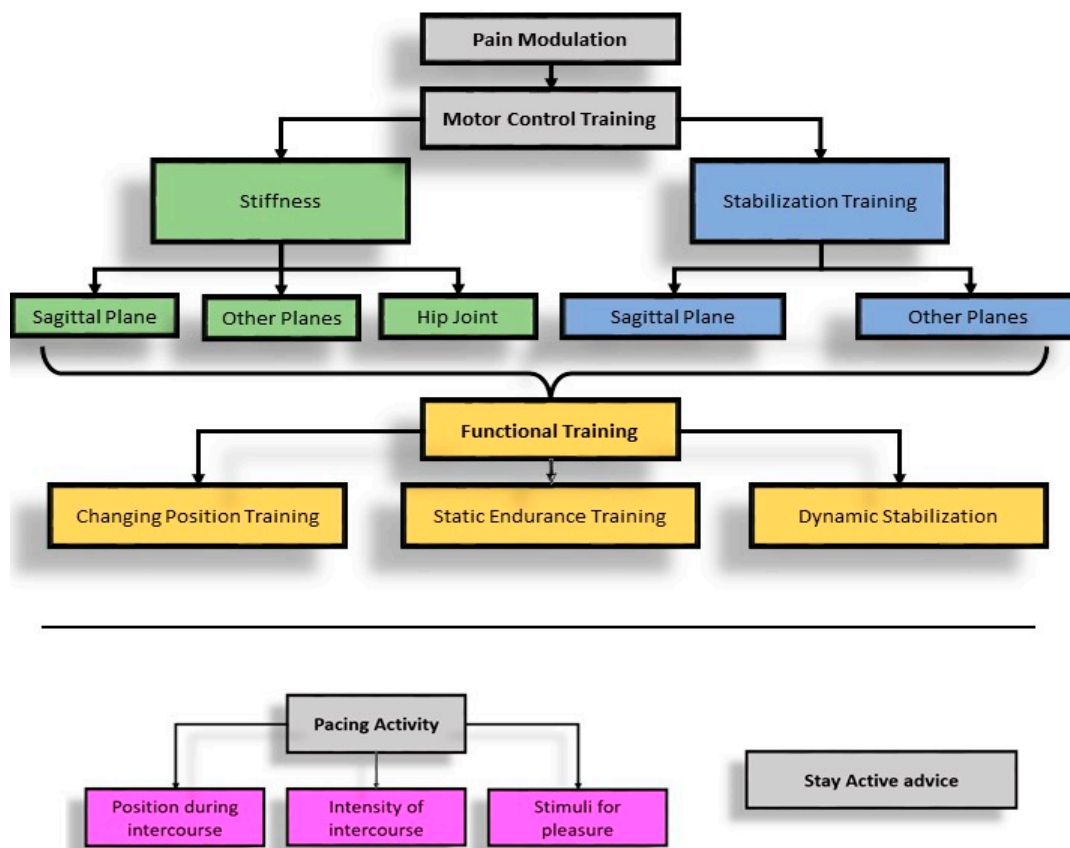 Pain Modulation
Motor Control Training
Stiffness
Stabilization Training
Sagittal Plane
Other Planes
Hip Joint
Sagittal Plane
Other Planes
Functional Training
Changing Position Training
Static Endurance Training
Dynamic Stabilization
Pacing Activity
Position during
intercourse
Intensity of
intercourse
Stimuli for
pleasure
Stay Active advice